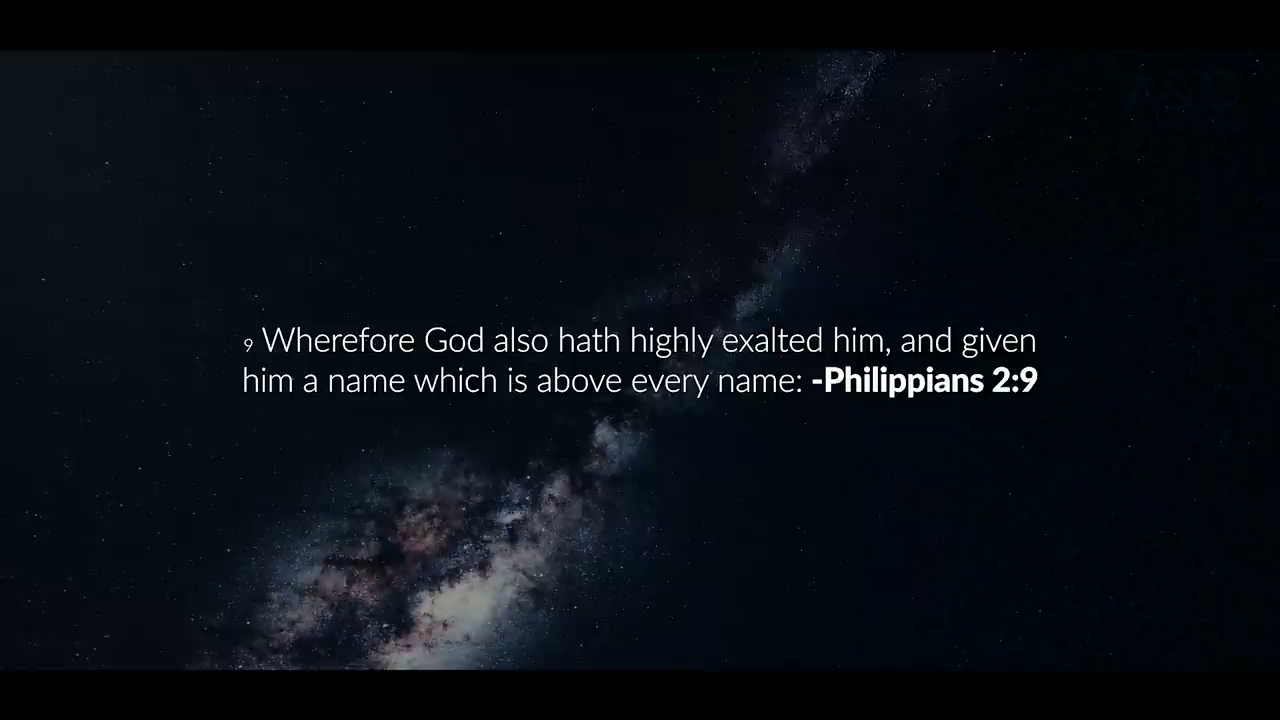 9 Wherefore God also hath highly exalted him, and given
him a name which is above every name: -Philippians 2:9